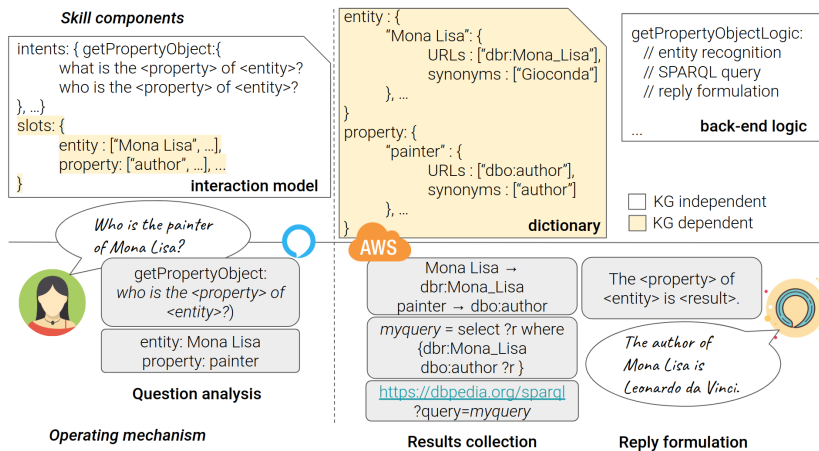 Skill components
intents: { getPropertyObject:{
what is the <property> of <entity>?
who is the <property> of <entity>?
}, ...}
slots: {
entity : ["Mona Lisa", ...],
property: ["author", ...], ...
}
interaction model
entity : {
"Mona Lisa": {
URLs : ["dbr:Mona_Lisa"],
synonyms : ["Gioconda"]
}, ...
}
property: {
"painter" : {
URLs : ["dbo:author"],
synonyms : ["author"]
}, ...
}
dictionary
getPropertyObjectLogic:
// entity recognition
// SPARQL query
// reply formulation
...
back-end logic
KG independent
KG dependent
Who is the painter
of Mona Lisa?
getPropertyObject:
who is the <property> of
<entity>?)
entity: Mona Lisa
property: painter
Question analysis
Operating mechanism
AWS
Mona Lisa →
dbr:Mona_Lisa
painter → dbo:author
myquery = select ?r where
{dbr:Mona_Lisa
dbo:author ?r }
https://dbpedia.org/sparql
?query=myquery
Results collection
The <property> of
<entity> is <result>.
The author of
Mona Lisa is
Leonardo da Vinci.
Reply formulation